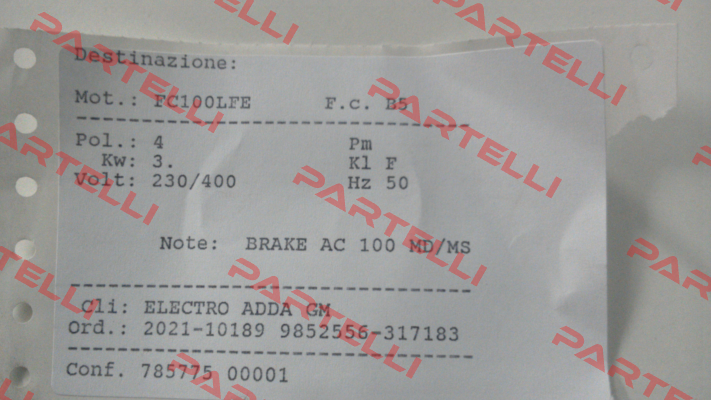 Destinazione:
Mot.: FC100LFE F.c. B5
Pol.: 4 Pm
Kw: 3. Kl F
Volt: 230/400 Hz 50
Note: BRAKE AC 100 MD/MS
Cli: ELECTRO ADDA GM
Ord.: 2021-10189 9852556-317183
Conf. 785775 00001
PARTELLI
PARTELLI
PARTELLI
PARTELLI
PARTELLI
PARTELLI
PARTELLI
PARTELLI